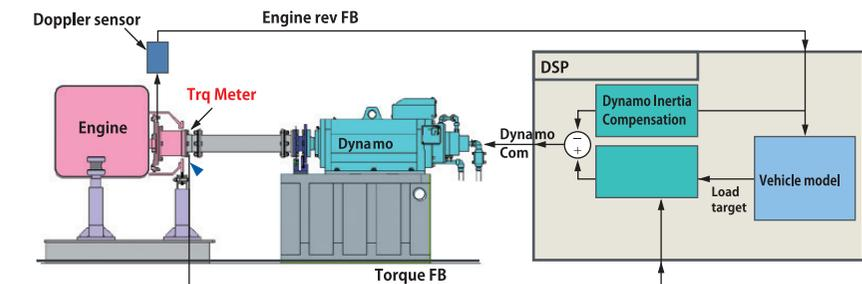 Doppler sensor
Engine rev FB
DSP
Trq Meter
Dynamo Inertia
Compensation
Engine
Dynamo
Dynamo
Com
−
+
Vehicle model
Load
target
Torque FB